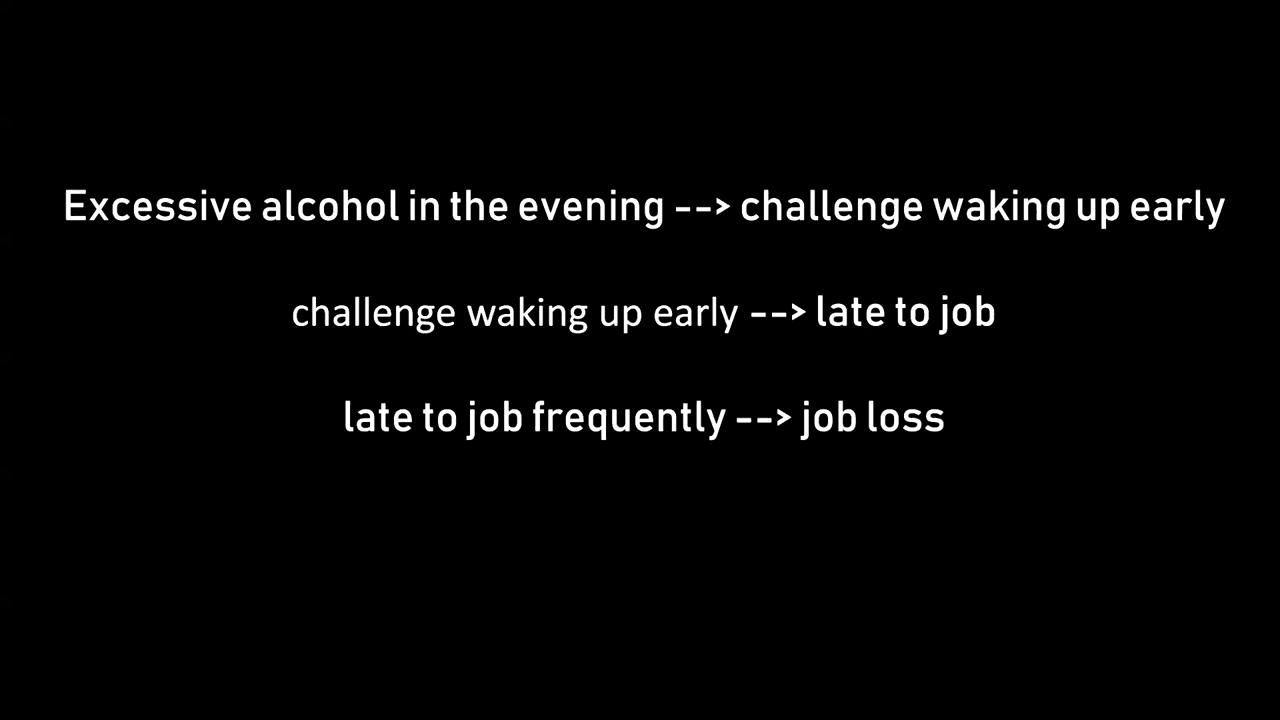 Excessive alcohol in the evening --> challenge waking up early
challenge waking up early --> late to job
late to job frequently --> job loss